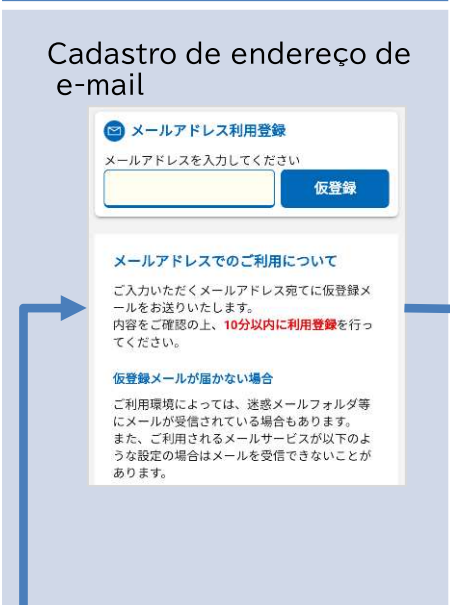 Cadastro de endereço de
e-mail
メールアドレス利用登録
メールアドレスを入力してください
仮登録
メールアドレスでのご利用について
ご入力いただくメールアドレス宛てに仮登録メ
ールをお送りいたします。
内容をご確認の上、10分以内に利用登録を行っ
てください。
仮登録メールが届かない場合
ご利用環境によっては、迷惑メールフォルダ等
にメールが受信されている場合もあります。
また、ご利用されるメールサービスが以下のよ
うな設定の場合はメールを受信できないことが
あります。